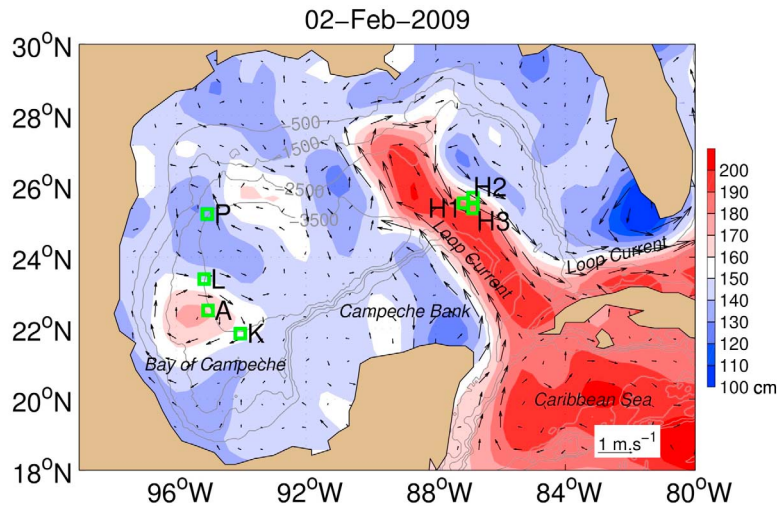 02-Feb-2009
30°N
28°N
26°N
24°N
22°N
20°N
18°N
96°W
92°W
88°W
84°W
80°W
500
1500
2500
3500
P
L
A
K
H1
H2
H3
Loop Current
Loop Current
Campeche Bank
Bay of Campeche
Caribbean Sea
1 m.s⁻¹
200
190
180
170
160
150
140
130
120
110
100 cm